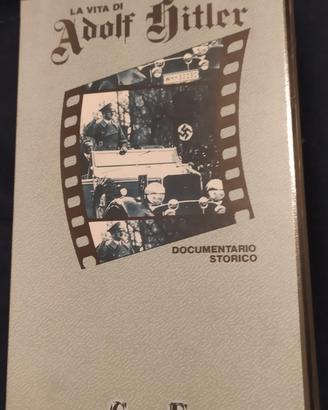 LA VITA DI
Adolf Hitler
DOCUMENTARIO
STORICO